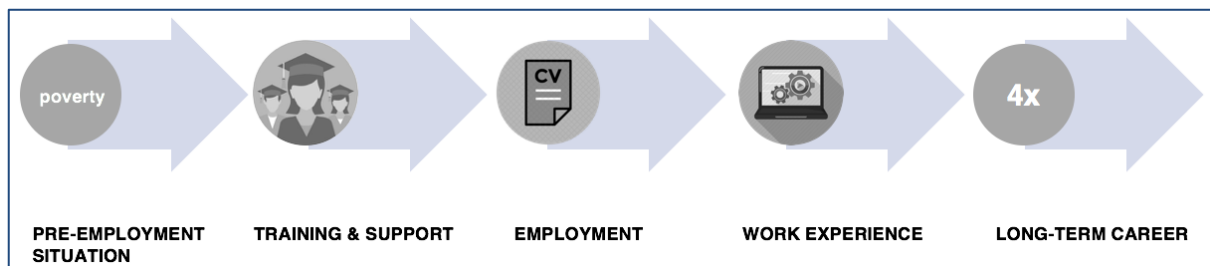 poverty
CV
4x
PRE-EMPLOYMENT
SITUATION
TRAINING & SUPPORT
EMPLOYMENT
WORK EXPERIENCE
LONG-TERM CAREER